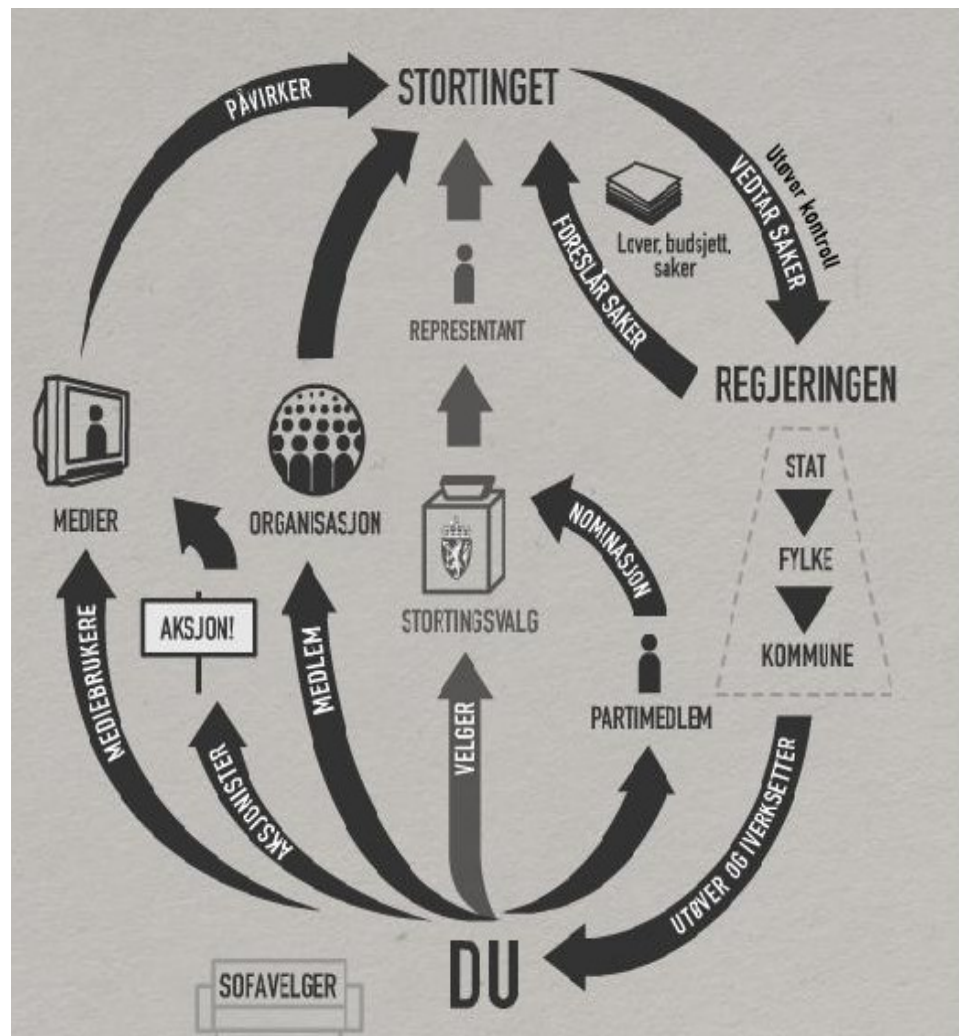 STORTINGET
PÅVIRKER
Utøver kontroll
VEDTAR SAKER
Lover, budsjett,
saker
FORESLÅR SAKER
REPRESENTANT
REGJERINGEN
STAT
FYLKE
KOMMUNE
MEDIER
ORGANISASJON
NOMINASJON
STORTINGSVALG
AKSJON!
PARTIMEDLEM
MEDIEBRUKERE
AKSJONISTER
MEDLEM
VELGER
UTØVER OG IVERKSETTER
DU
SOFAVELGER